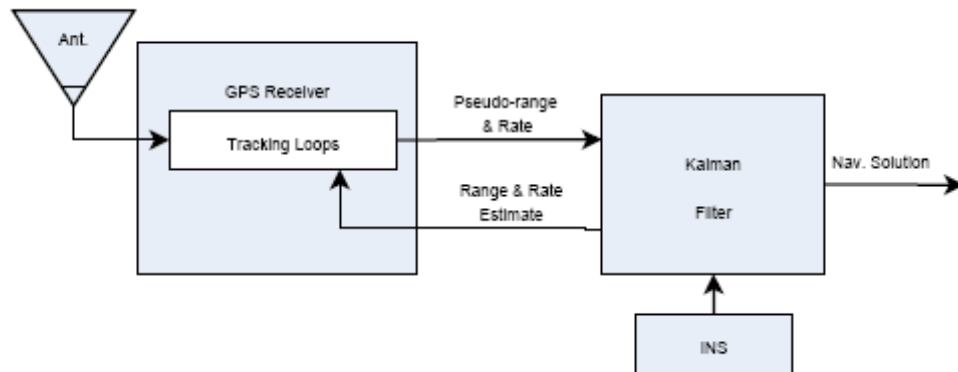 Ant.
GPS Receiver
Tracking Loops
Pseudo-range
& Rate
Range & Rate
Estimate
Kalman
Filter
Nav. Solution
INS